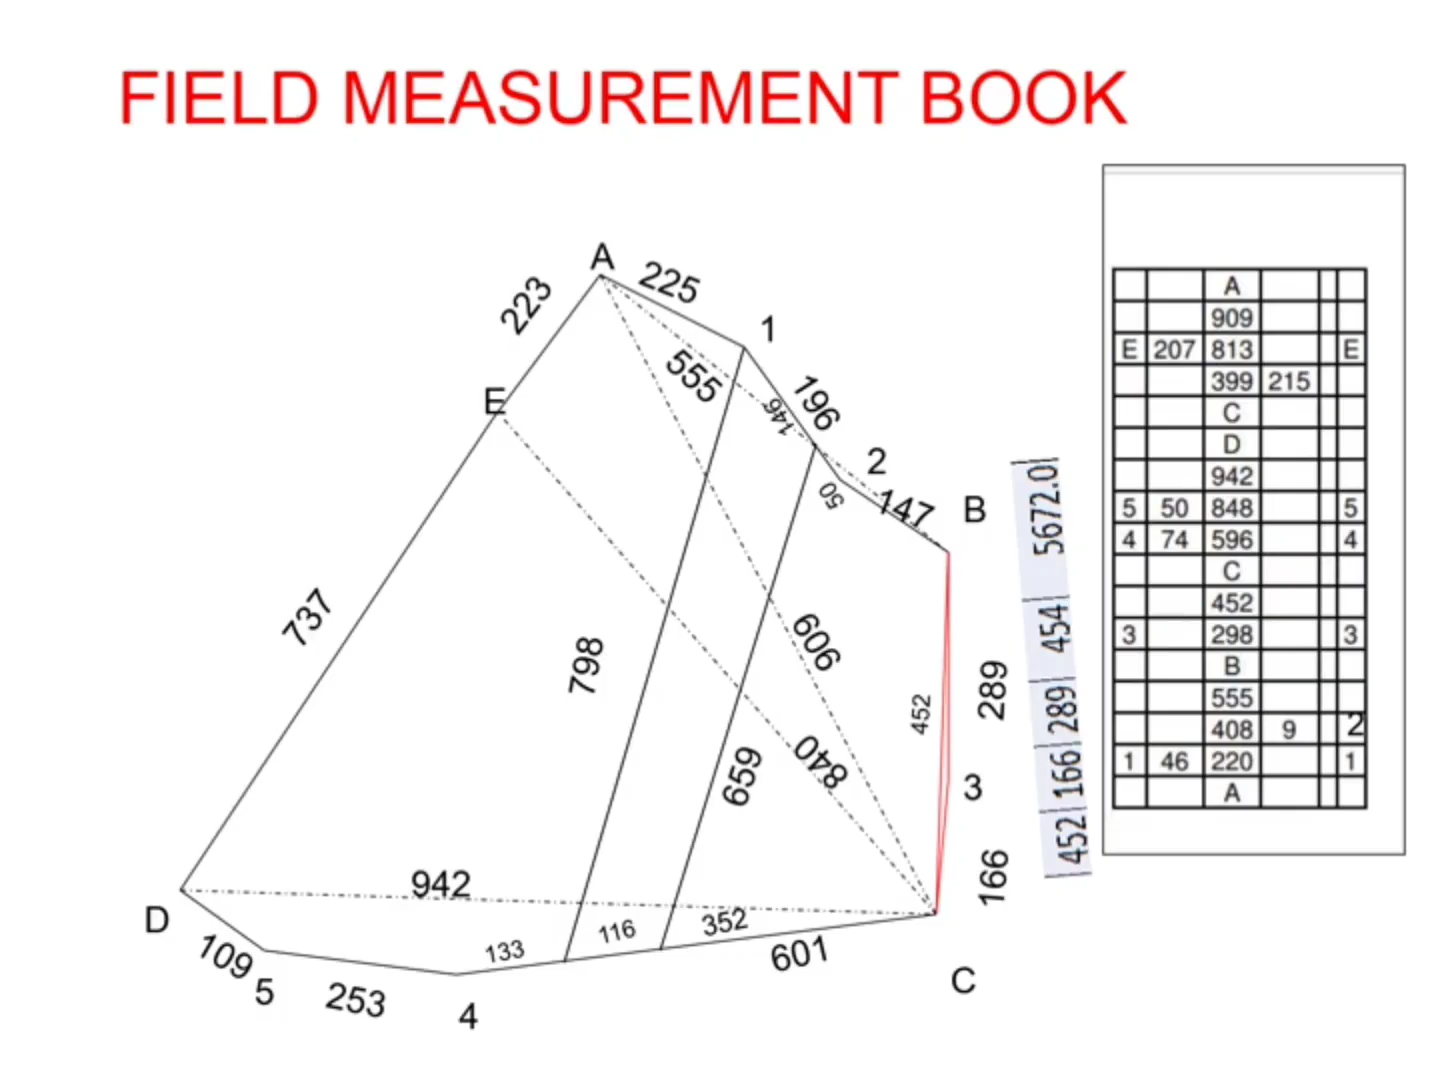 FIELD MEASUREMENT BOOK
A
225
223
1
555
196
146
E
2
50
147
B
737
798
609
452
289
659
840
3
166
942
D
109
5
253
4
133
116
352
601
C
452 166 289 454 5672.0
A
909
E 207 813 E
399 215
C
D
942
5 50 848 5
4 74 596 4
C
452
3 298 3
B
555
408 9 2
1 46 220 1
A